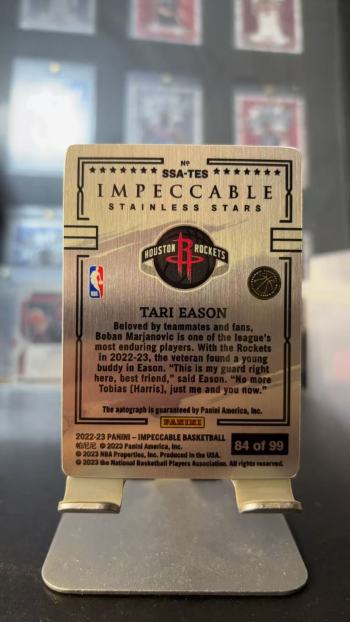 Nº
SSA-TES
IMPECCABLE
STAINLESS STARS
HOUSTON R ROCKETS
TARI EASON
Beloved by teammates and fans,
Boban Marjanovic is one of the league's
most enduring players. With the Rockets
in 2022-23, the veteran found a young
buddy in Eason. "This is my guard right
here, best friend," said Eason. "No more
Tobias [Harris], just me and you now."
The autograph is guaranteed by Panini America, Inc.
PANINI
2022-23 PANINI – IMPECCABLE BASKETBALL
帕尼尼 © 2023 Panini America, Inc.
© 2023 NBA Properties, Inc. Produced in the USA.
© 2023 the National Basketball Players Association. All rights reserved.
84 of 99